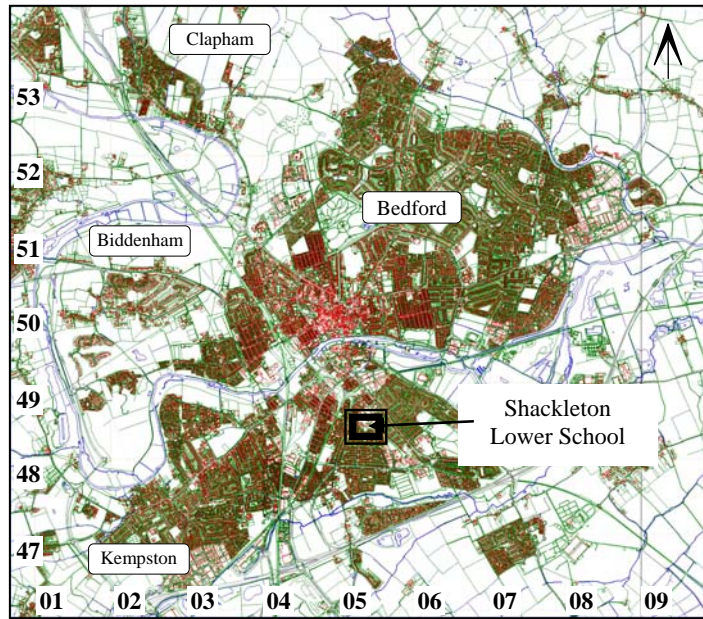 Clapham
53
52
Bedford
51
Biddenham
50
49
Shackleton
Lower School
48
47
Kempston
01 02 03 04 05 06 07 08 09